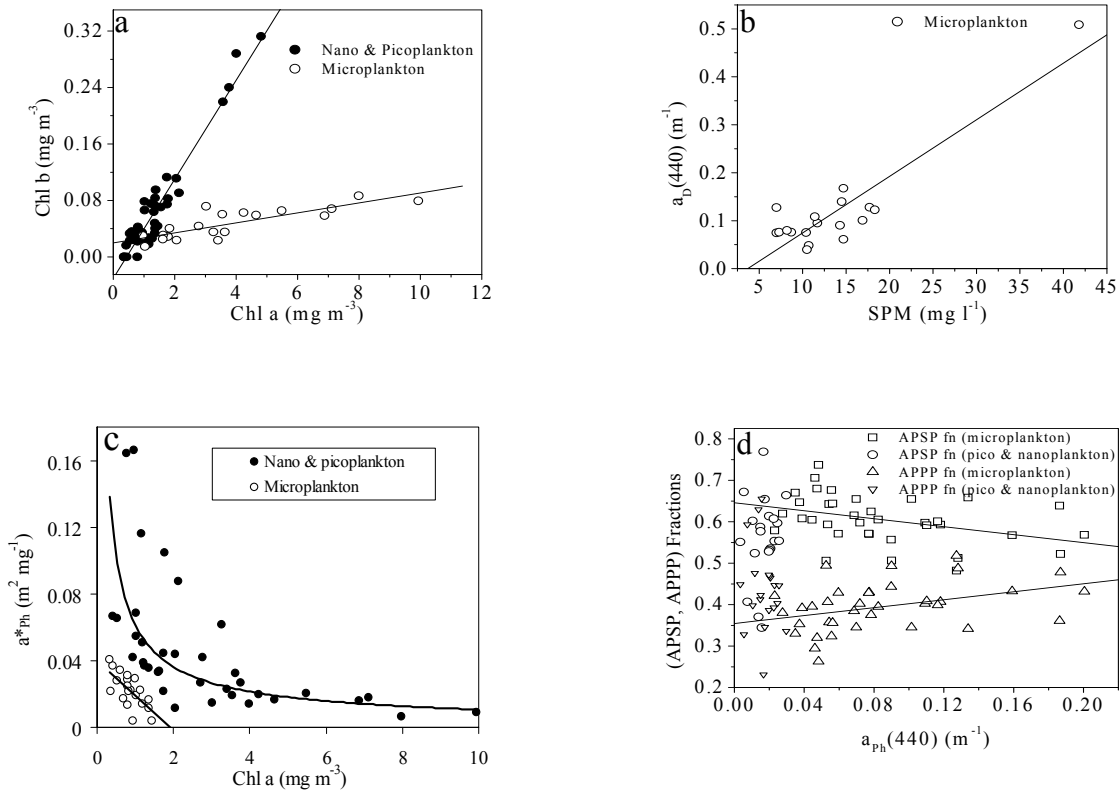 a
Nano & Picoplankton
Microplankton
Chl b (mg m-3)
0.32
0.24
0.16
0.08
0.00
0 2 4 6 8 10 12
Chl a (mg m-3)
b
Microplankton
aD(440) (m-1)
0.5
0.4
0.3
0.2
0.1
0.0
5 10 15 20 25 30 35 40 45
SPM (mg l-1)
c
Nano & picoplankton
Microplankton
a*Ph (m2 mg-1)
0.16
0.12
0.08
0.04
0
0 2 4 6 8 10
Chl a (mg m-3)
d
APSP fn (microplankton)
APSP fn (pico & nanoplankton)
APPP fn (microplankton)
APPP fn (pico & nanoplankton)
(APSP, APPP) Fractions
0.8
0.7
0.6
0.5
0.4
0.3
0.2
0.00 0.04 0.08 0.12 0.16 0.20
aPh(440) (m-1)